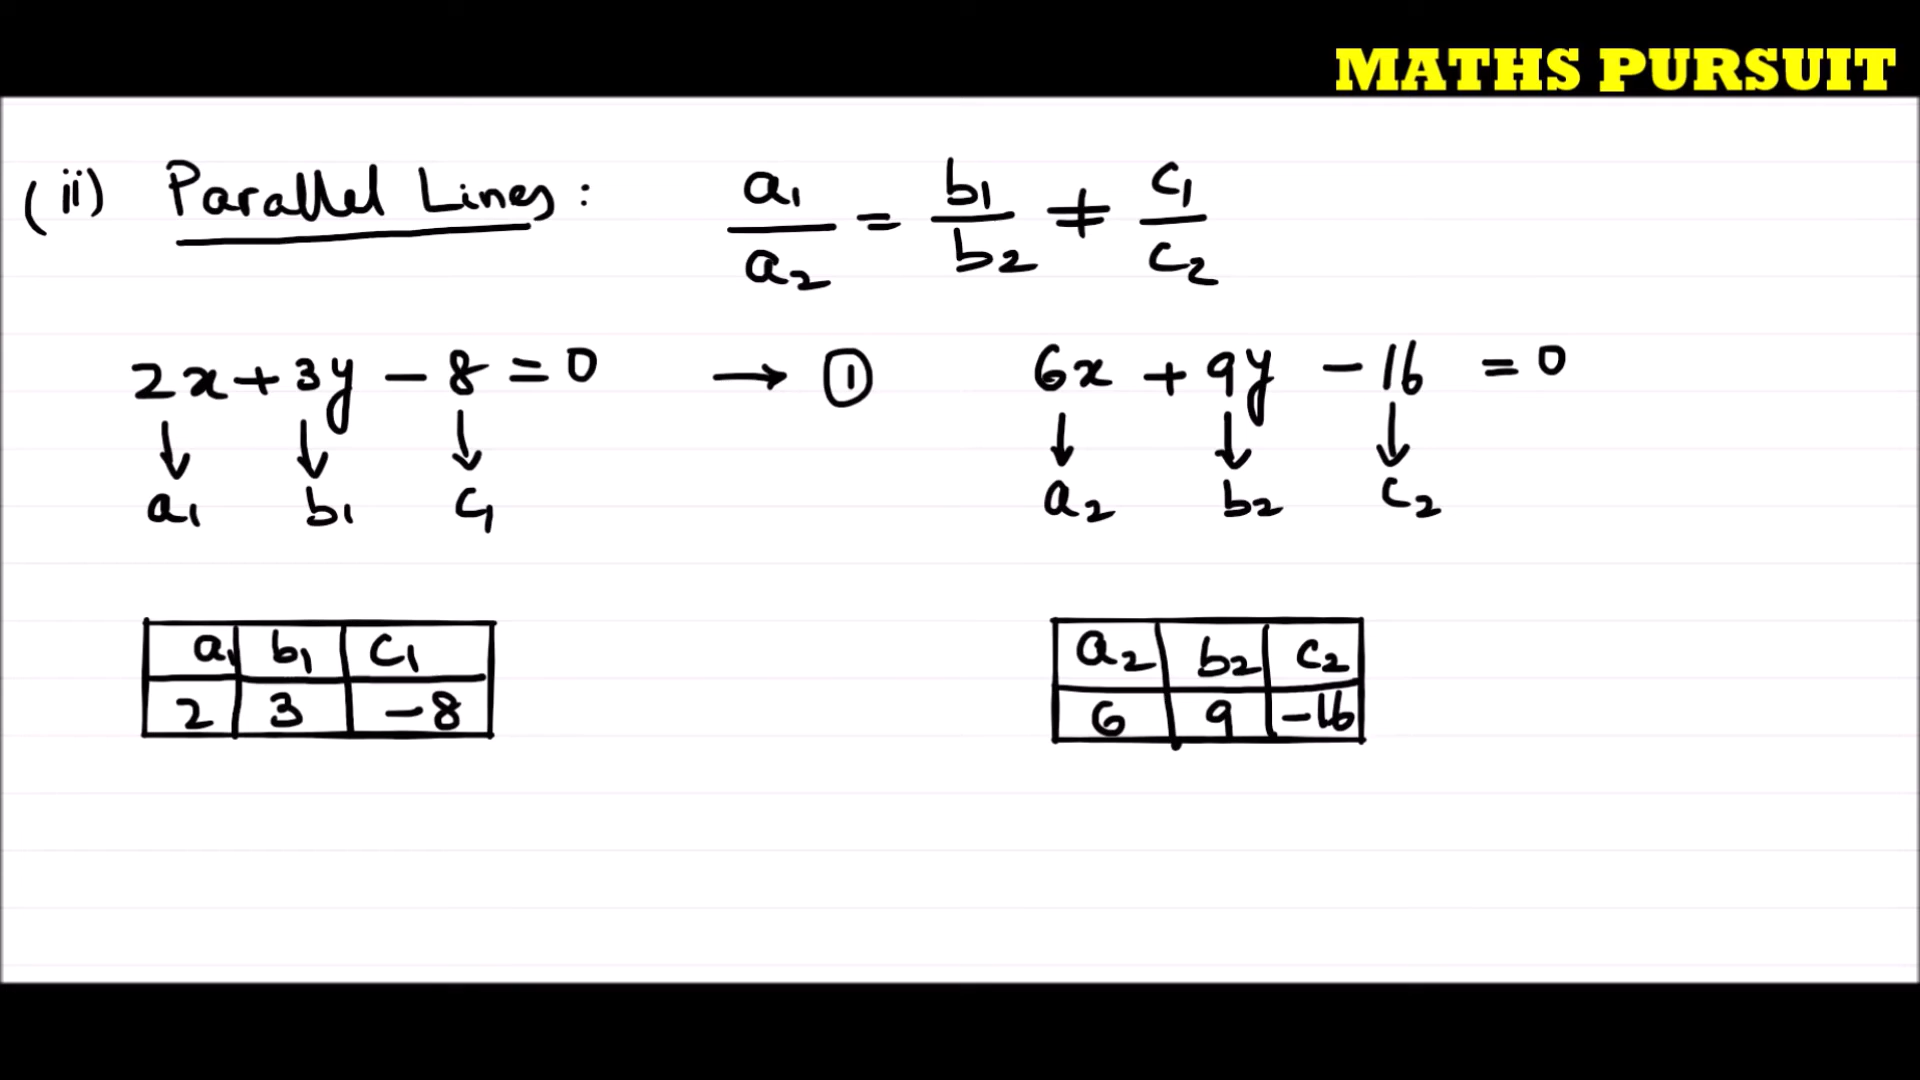 MATHS PURSUIT
(ii) Parallel Lines: a₁/a₂ = b₁/b₂ ≠ c₁/c₂
2x + 3y - 8 = 0 → ① 6x + 9y - 16 = 0
↓ ↓ ↓ ↓ ↓ ↓
a₁ b₁ c₁ a₂ b₂ c₂
a₁ b₁ c₁ a₂ b₂ c₂
2 3 -8 6 9 -16